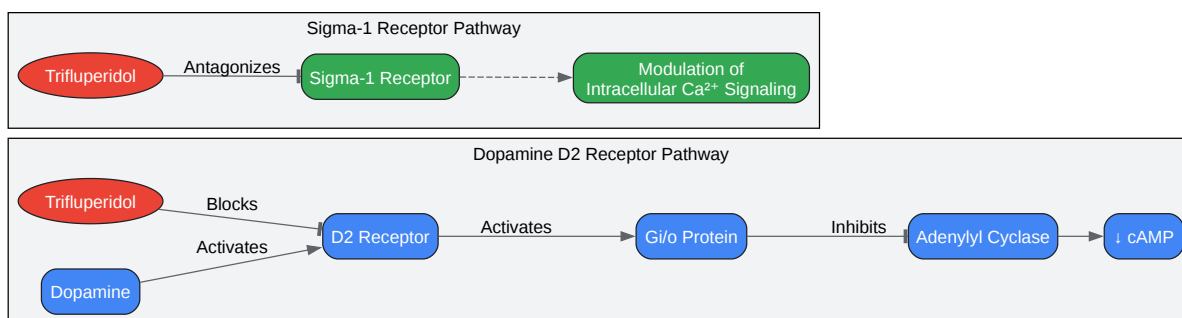 Sigma-1 Receptor Pathway
Trifluperidol
Antagonizes
Sigma-1 Receptor
Modulation of
Intracellular Ca²⁺ Signaling
Dopamine D2 Receptor Pathway
Trifluperidol
Blocks
Dopamine
Activates
D2 Receptor
Activates
Gi/o Protein
Inhibits
Adenylyl Cyclase
↓ cAMP